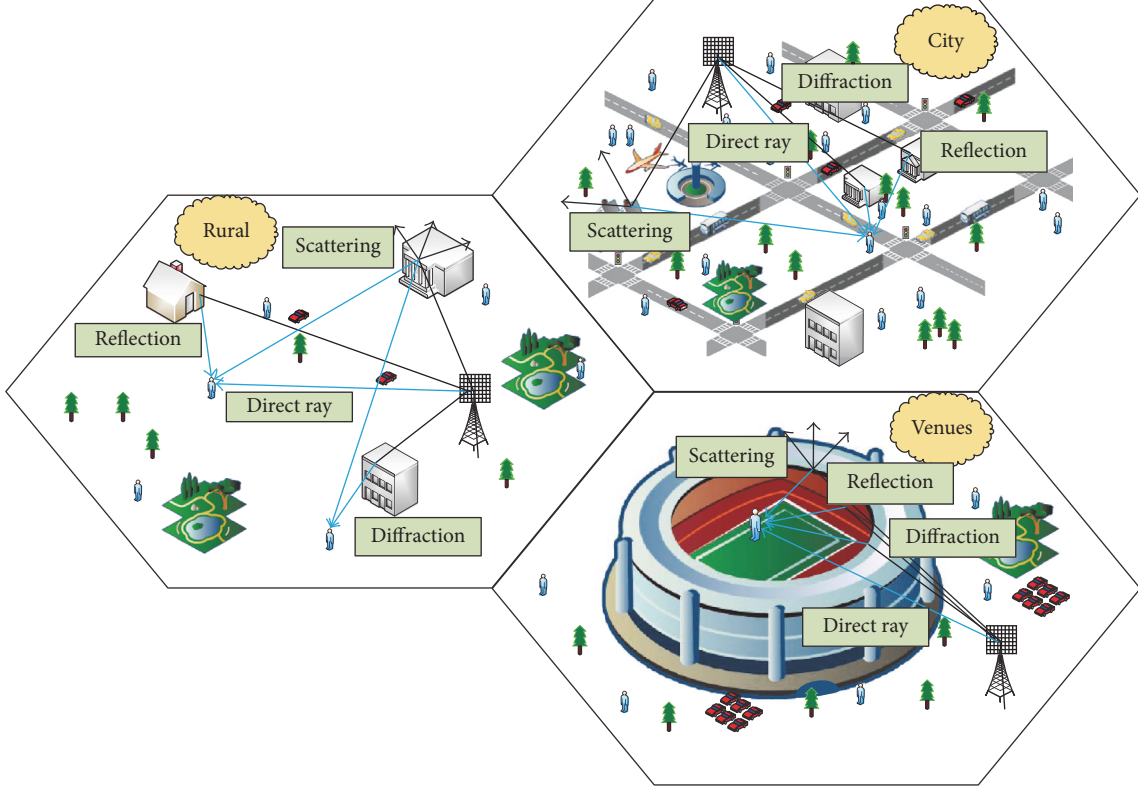 City
Diffraction
Direct ray
Reflection
Scattering
Rural
Scattering
Reflection
Direct ray
Diffraction
Venues
Scattering
Reflection
Diffraction
Direct ray